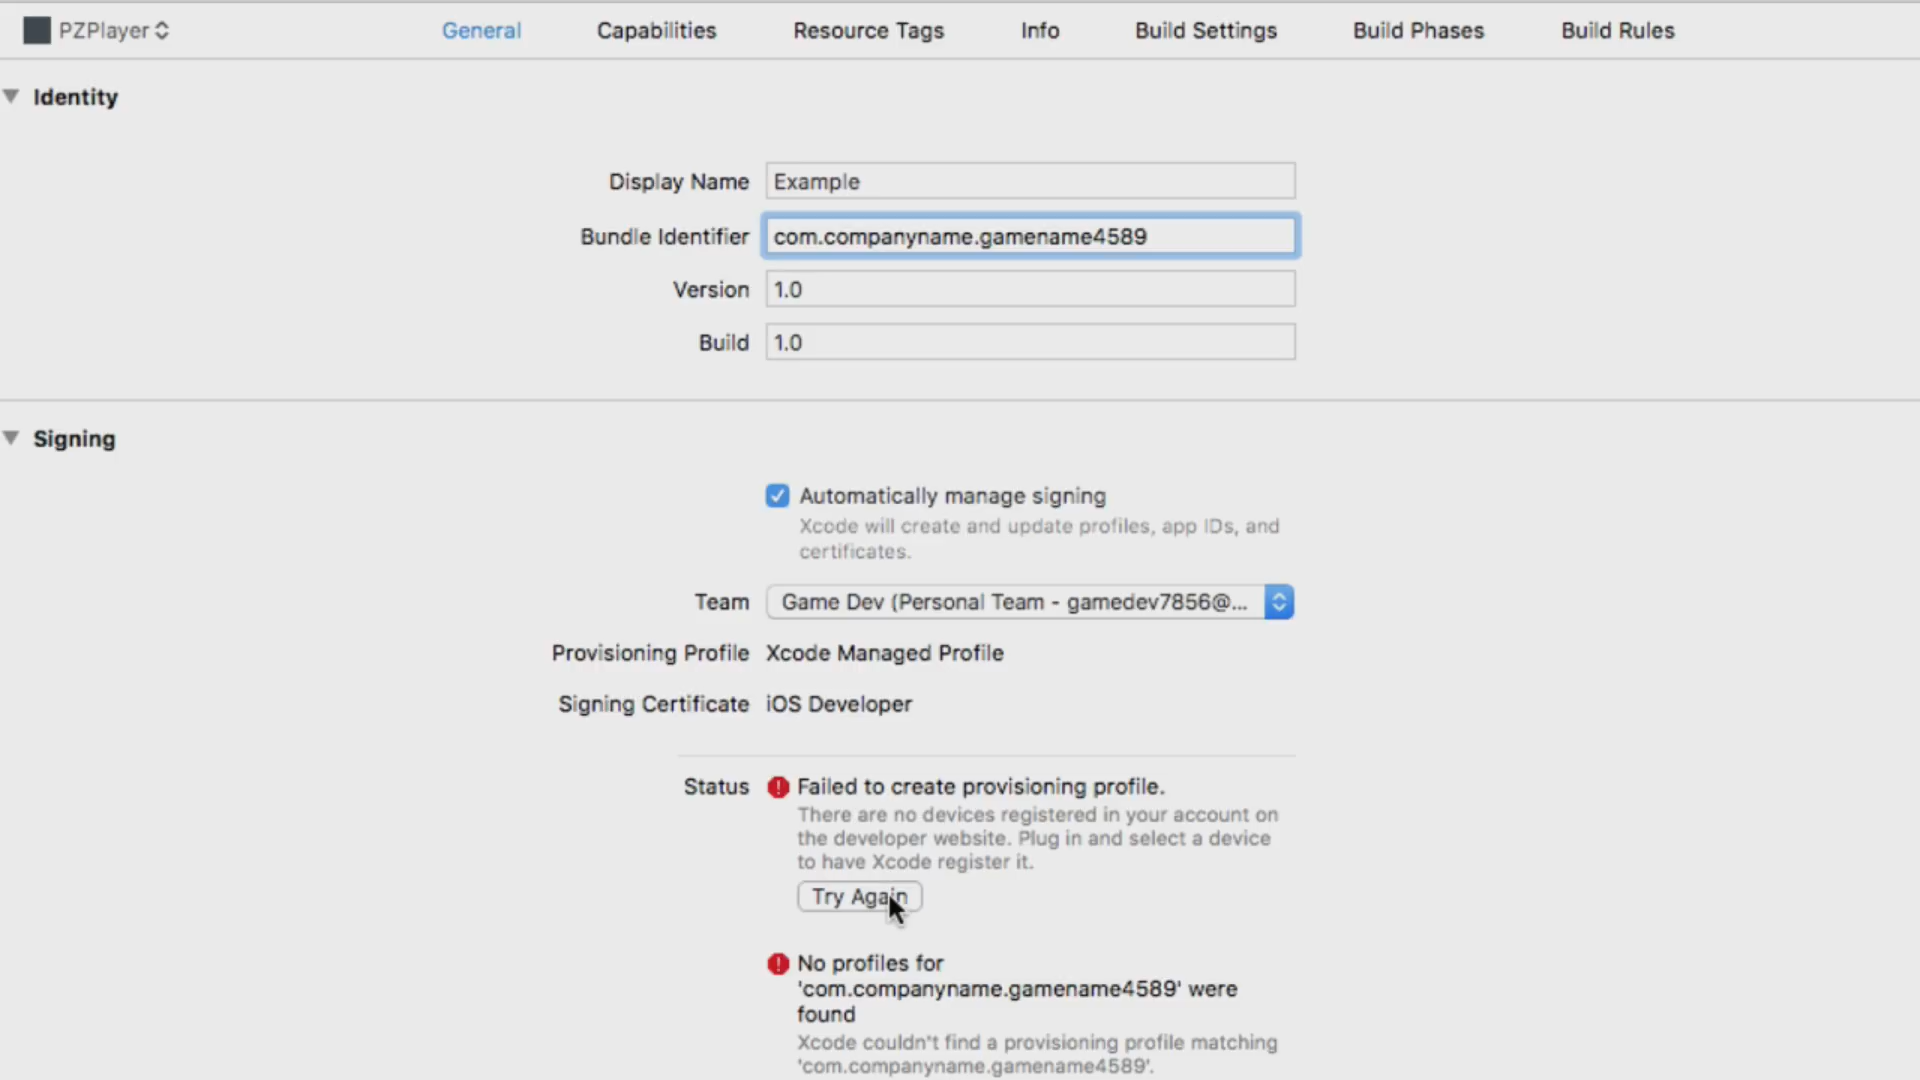 PZPlayer General Capabilities Resource Tags Info Build Settings Build Phases Build Rules
Identity
Display Name Example
Bundle Identifier com.companyname.gamename4589
Version 1.0
Build 1.0
Signing
Automatically manage signing
Xcode will create and update profiles, app IDs, and
certificates.
Team Game Dev (Personal Team - gamedev7856@...
Provisioning Profile Xcode Managed Profile
Signing Certificate iOS Developer
Status Failed to create provisioning profile.
There are no devices registered in your account on
the developer website. Plug in and select a device
to have Xcode register it.
Try Again
No profiles for
'com.companyname.gamename4589' were
found
Xcode couldn't find a provisioning profile matching
'com.companyname.gamename4589'.